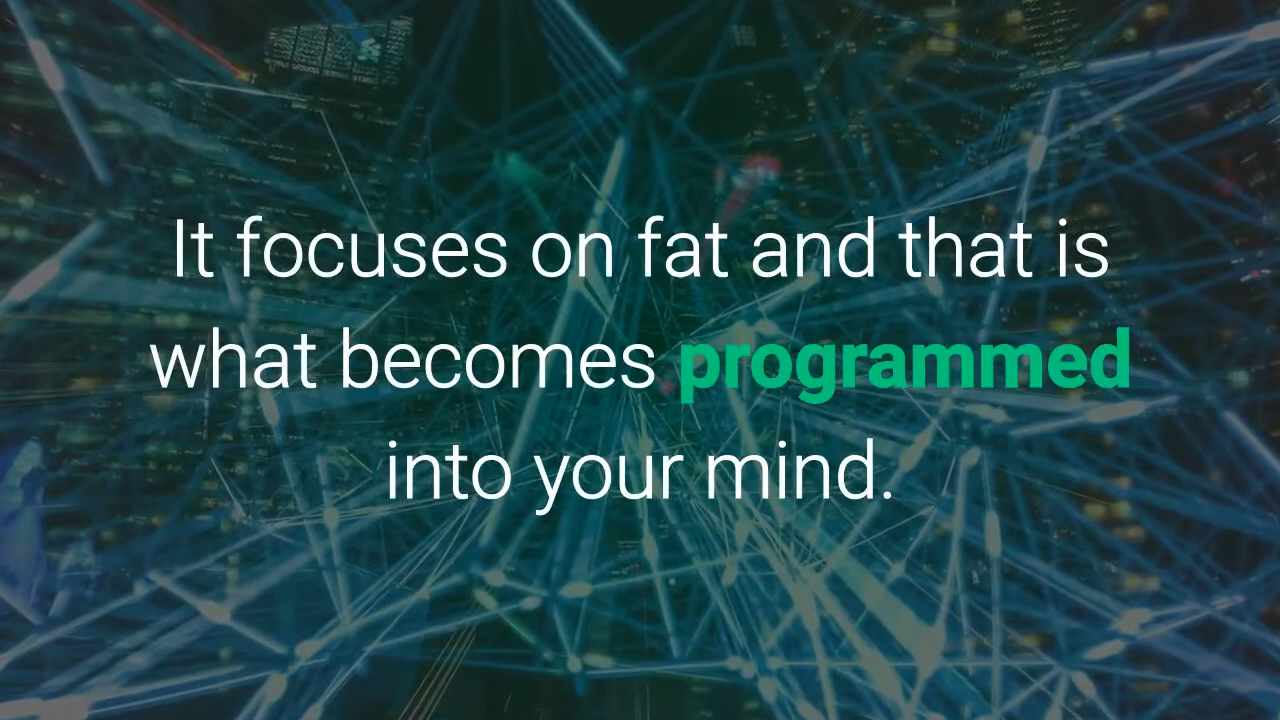 It focuses on fat and that is
what becomes programmed
into your mind.